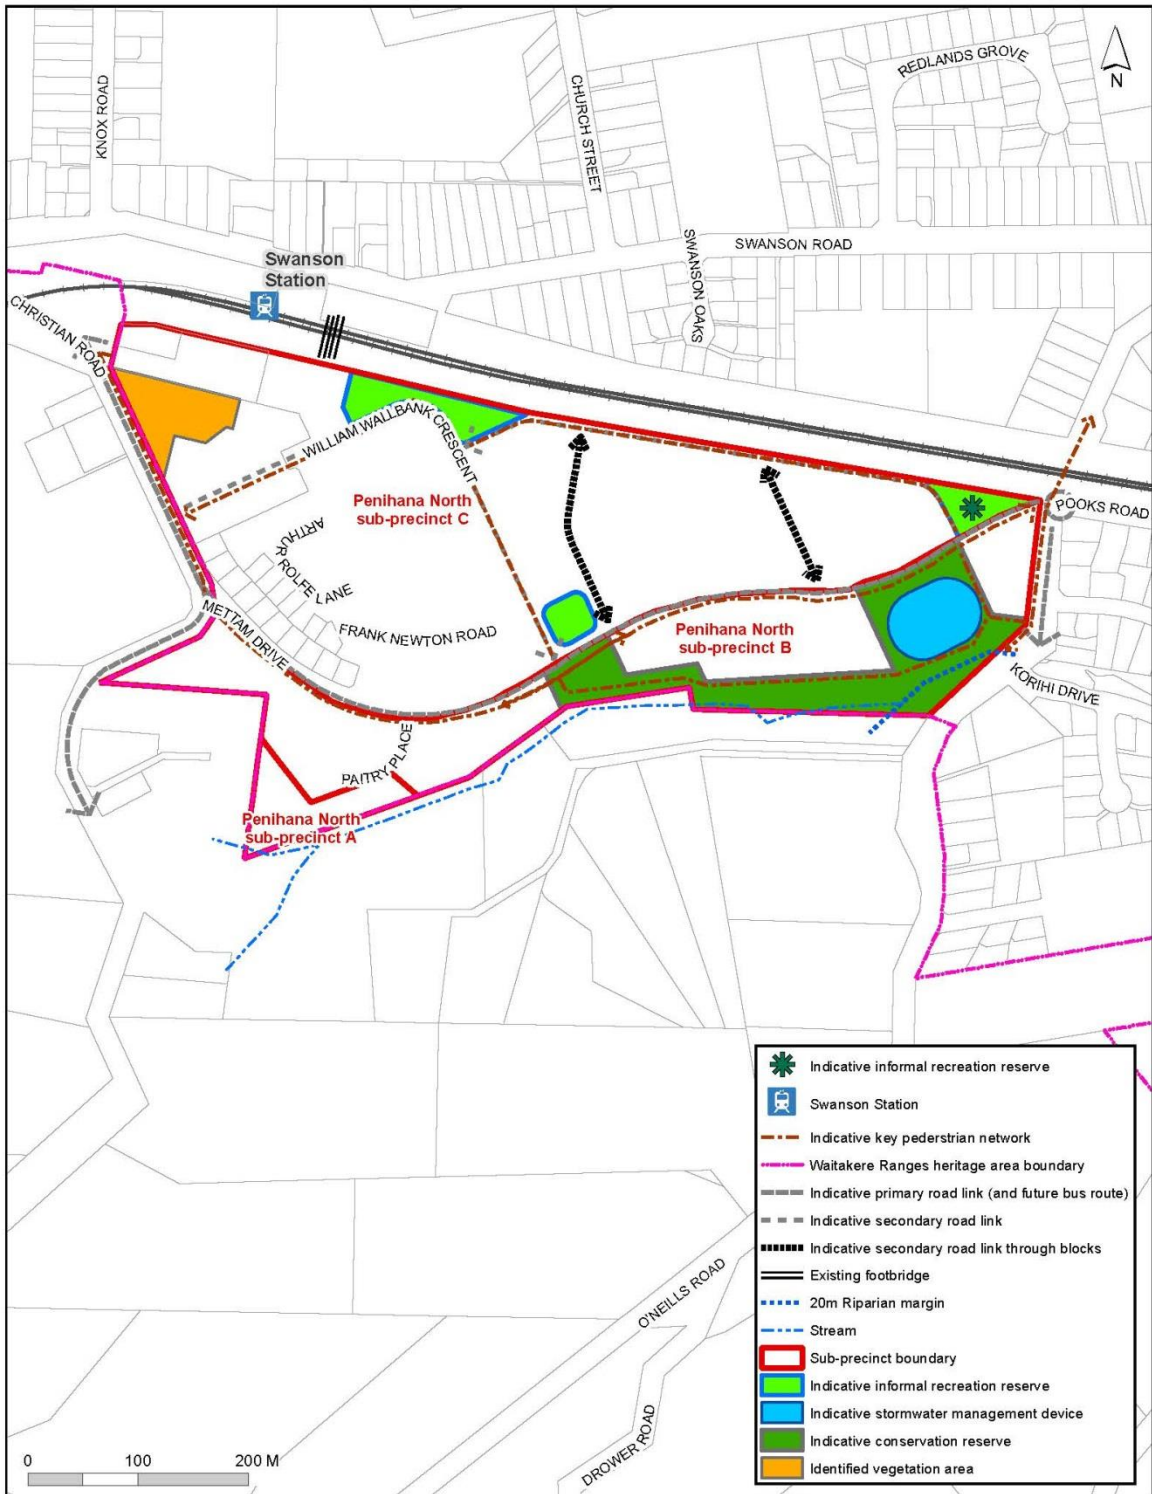 REDLANDS GROVE
N
KNOX ROAD
CHURCH STREET
SWANSON ROAD
SWANSON OAKS
Swanson
Station
CHRISTIAN ROAD
WILLIAM WALLBANK CRESCENT
POOKS ROAD
Penihana North
sub-precinct C
ARTHUR ROLFE LANE
METTAM DRIVE
FRANK NEWTON ROAD
Penihana North
sub-precinct B
KORIHI DRIVE
PAITRY PLACE
Penihana North
sub-precinct A
O'NEILLS ROAD
DROWER ROAD
Indicative informal recreation reserve
Swanson Station
Indicative key pederstrian network
Waitakere Ranges heritage area boundary
Indicative primary road link (and future bus route)
Indicative secondary road link
Indicative secondary road link through blocks
Existing footbridge
20m Riparian margin
Stream
Sub-precinct boundary
Indicative informal recreation reserve
Indicative stormwater management device
Indicative conservation reserve
Identified vegetation area
0 100 200 M